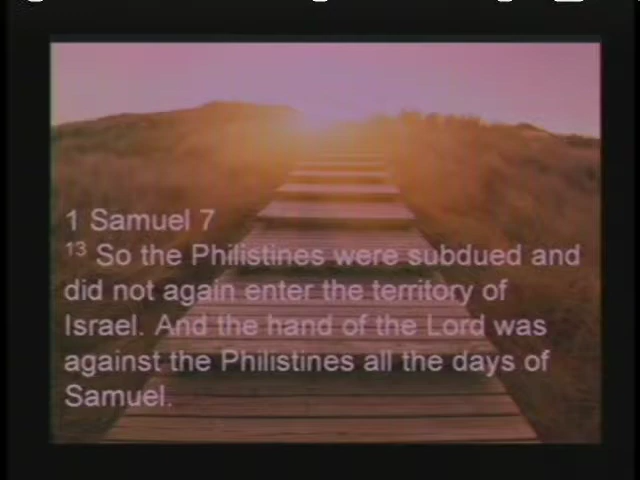 1 Samuel 7
13 So the Philistines were subdued and
did not again enter the territory of
Israel. And the hand of the Lord was
against the Philistines all the days of
Samuel.